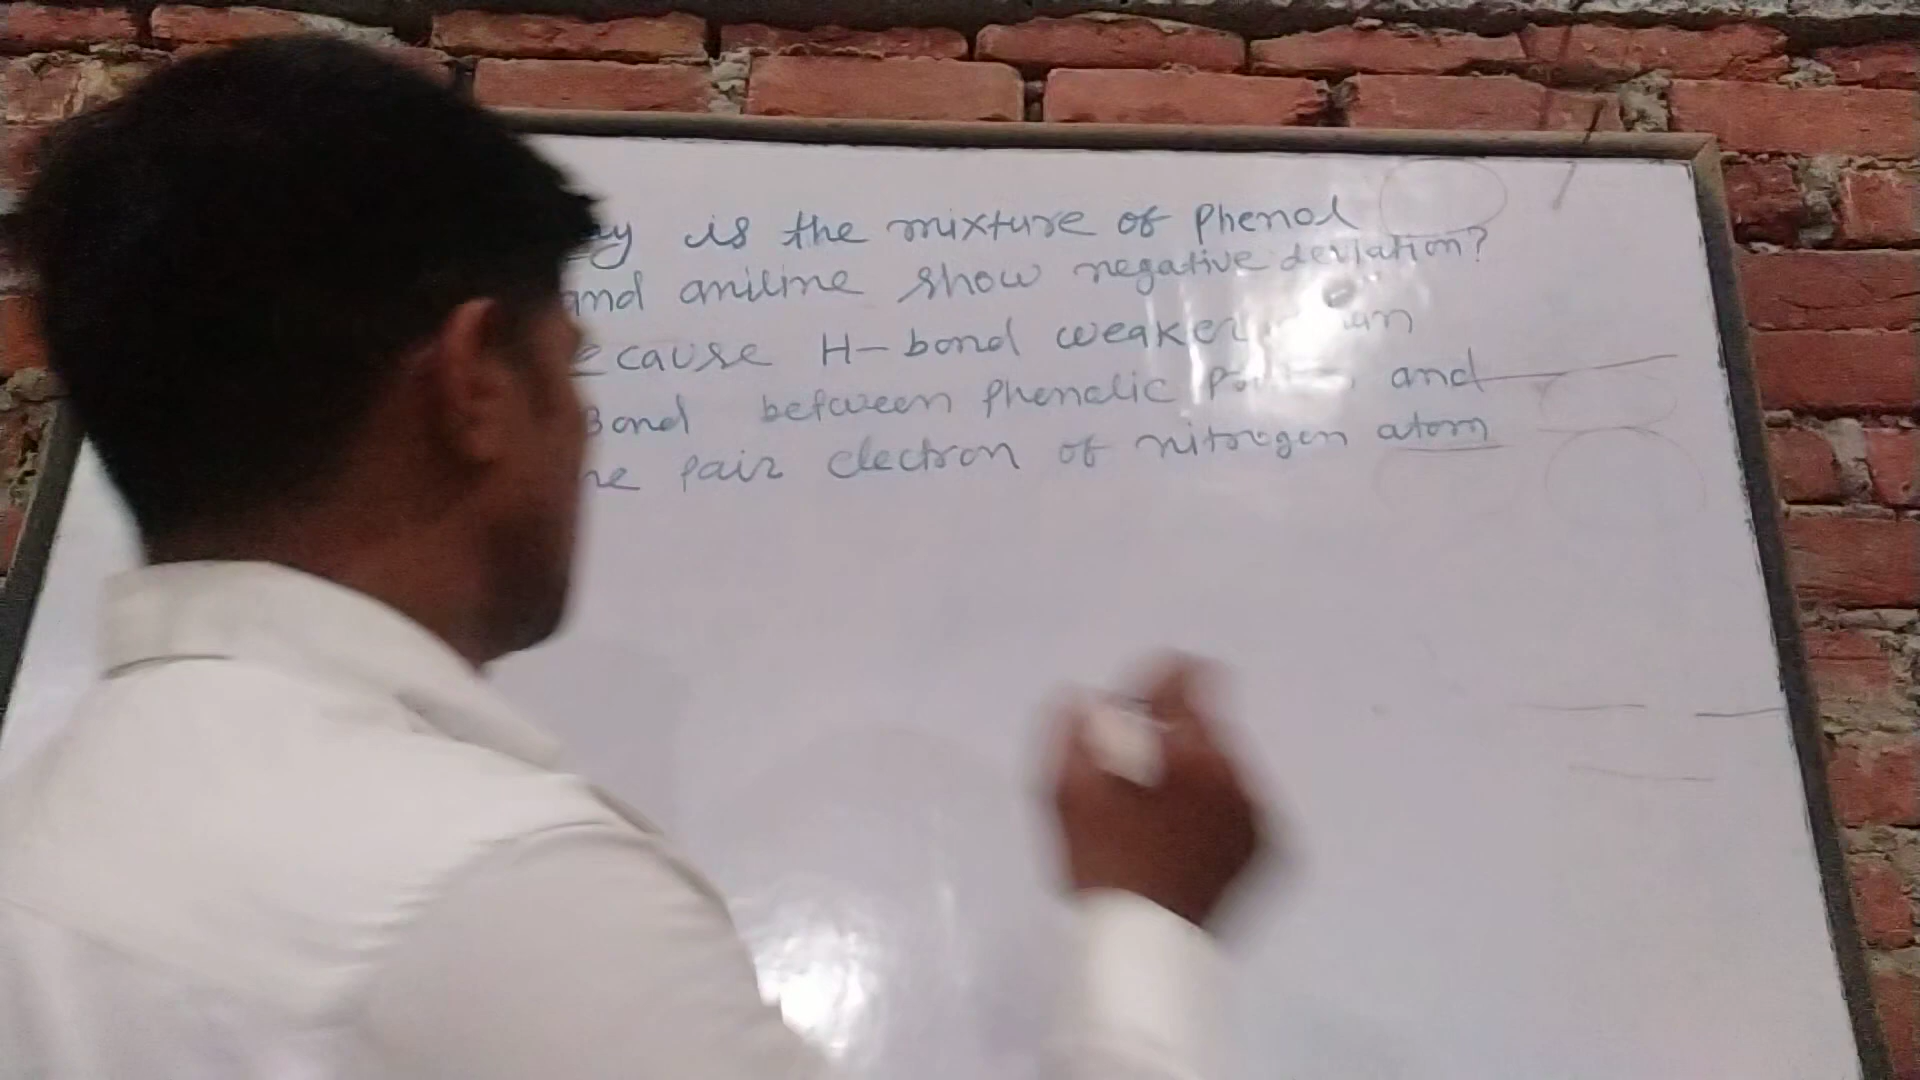 is the mixture of phenol
and aniline show negative deviation?
ecause H-bond weaker
Bond between phenolic and
pair electron of nitrogen atom